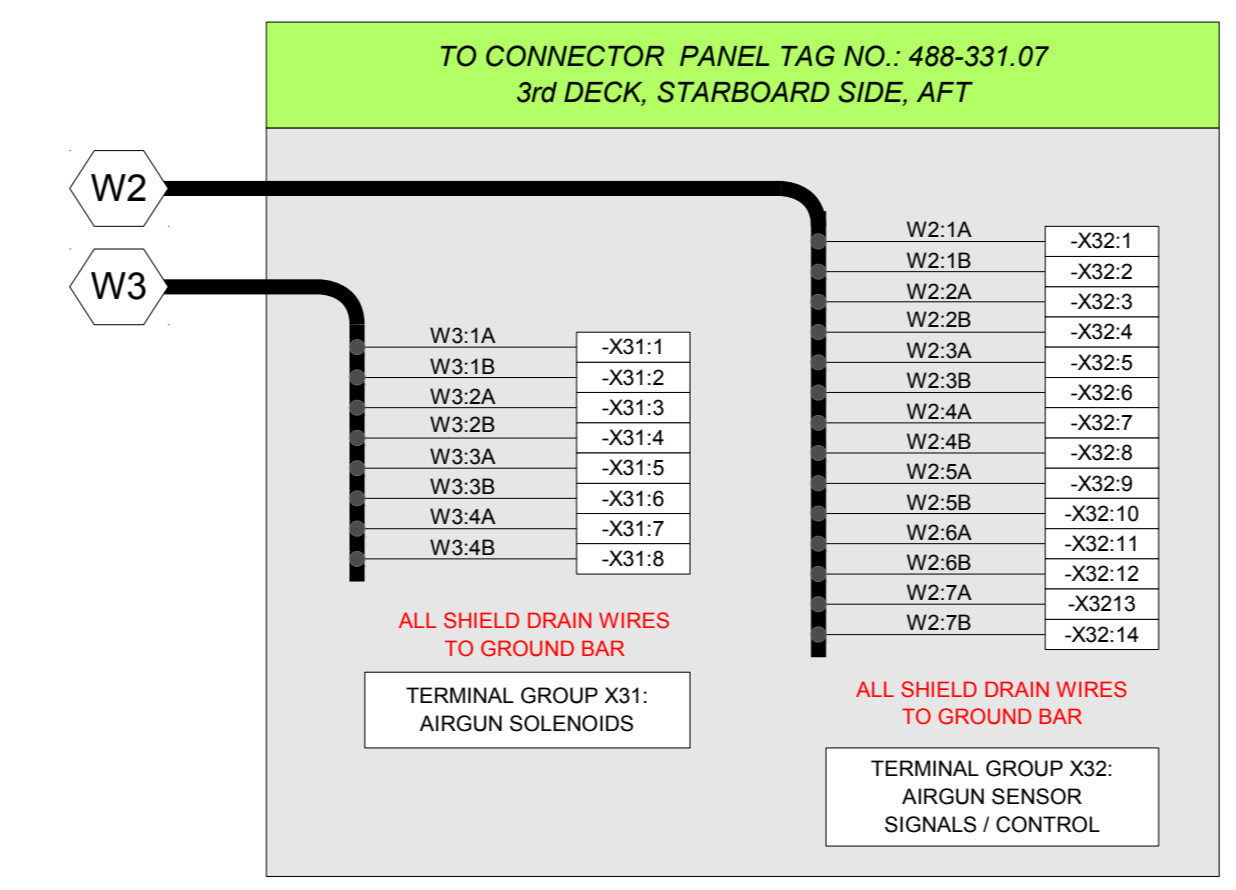 TO CONNECTOR PANEL TAG NO.: 488-331.07
3rd DECK, STARBOARD SIDE, AFT
W2
W3
W3:1A -X31:1
W3:1B -X31:2
W3:2A -X31:3
W3:2B -X31:4
W3:3A -X31:5
W3:3B -X31:6
W3:4A -X31:7
W3:4B -X31:8
ALL SHIELD DRAIN WIRES
TO GROUND BAR
TERMINAL GROUP X31:
AIRGUN SOLENOIDS
W2:1A -X32:1
W2:1B -X32:2
W2:2A -X32:3
W2:2B -X32:4
W2:3A -X32:5
W2:3B -X32:6
W2:4A -X32:7
W2:4B -X32:8
W2:5A -X32:9
W2:5B -X32:10
W2:6A -X32:11
W2:6B -X32:12
W2:7A -X3213
W2:7B -X32:14
ALL SHIELD DRAIN WIRES
TO GROUND BAR
TERMINAL GROUP X32:
AIRGUN SENSOR
SIGNALS / CONTROL